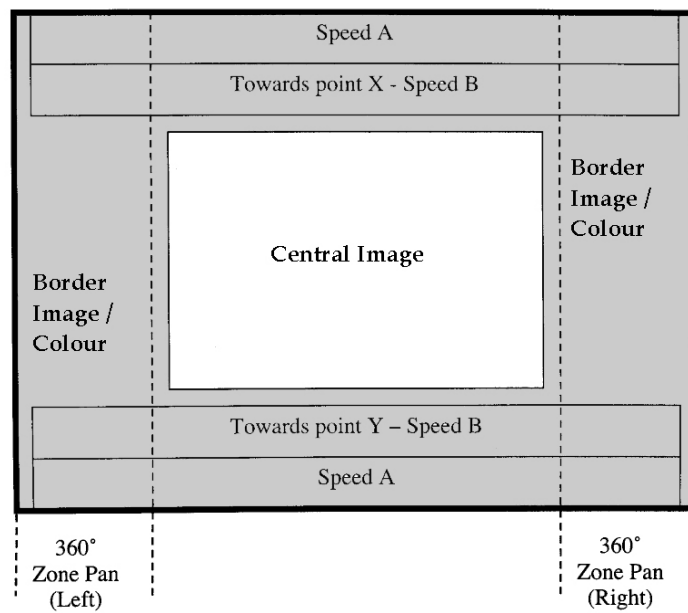 Speed A
Towards point X - Speed B
Border
Image /
Colour
Central Image
Border
Image /
Colour
Towards point Y – Speed B
Speed A
360°
Zone Pan
(Left)
360°
Zone Pan
(Right)